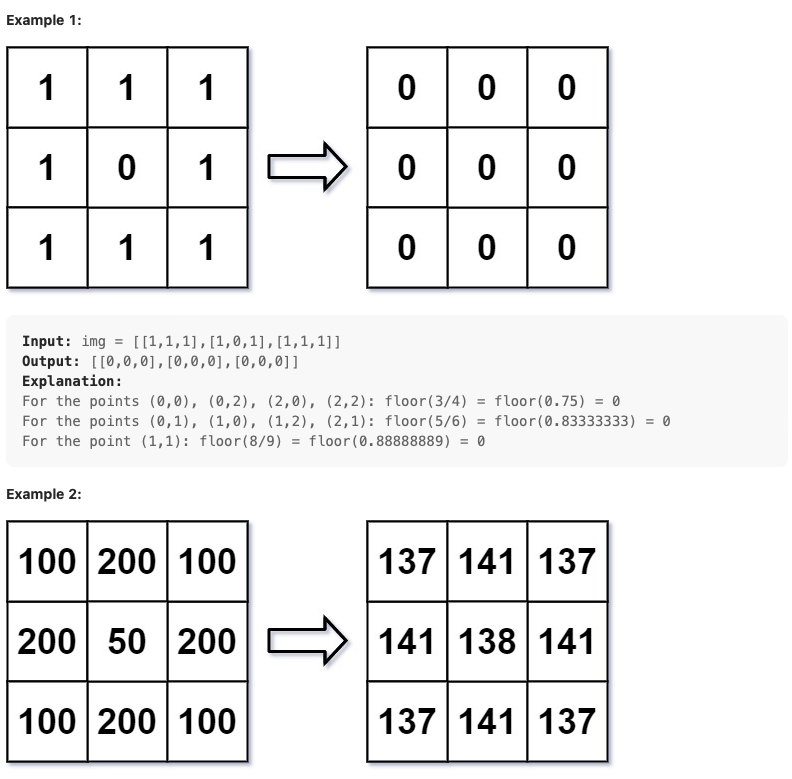 Example 1:
1 1 1 0 0 0
1 0 1 0 0 0
1 1 1 0 0 0
Input: img = [[1,1,1],[1,0,1],[1,1,1]]
Output: [[0,0,0],[0,0,0],[0,0,0]]
Explanation:
For the points (0,0), (0,2), (2,0), (2,2): floor(3/4) = floor(0.75) = 0
For the points (0,1), (1,0), (1,2), (2,1): floor(5/6) = floor(0.83333333) = 0
For the point (1,1): floor(8/9) = floor(0.88888889) = 0
Example 2:
100 200 100 137 141 137
200 50 200 141 138 141
100 200 100 137 141 137